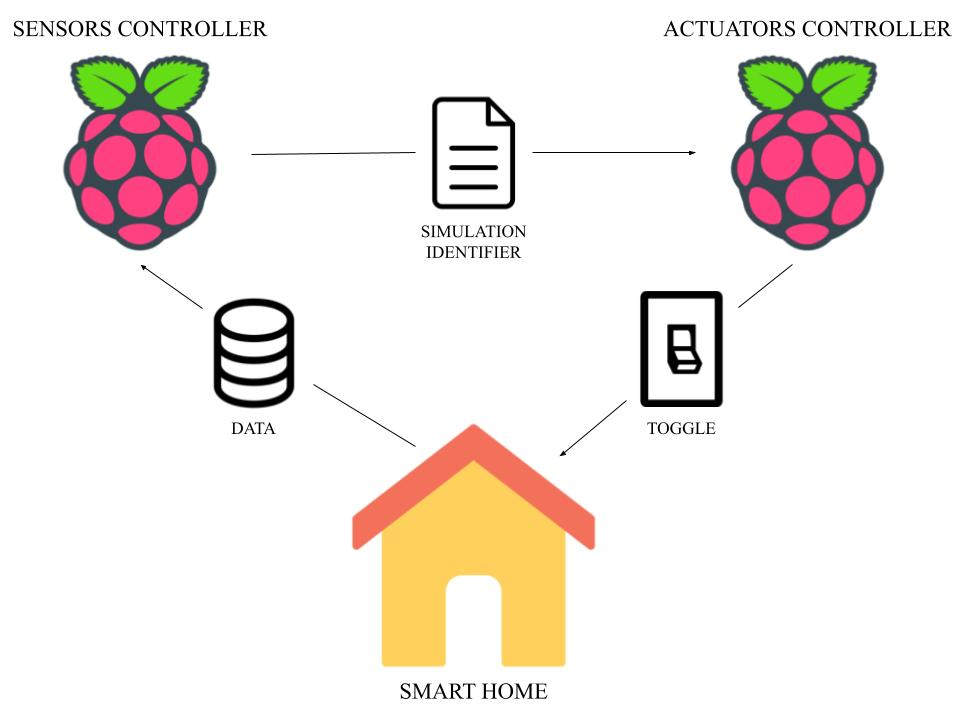 SENSORS CONTROLLER
ACTUATORS CONTROLLER
SIMULATION
IDENTIFIER
DATA
TOGGLE
SMART HOME